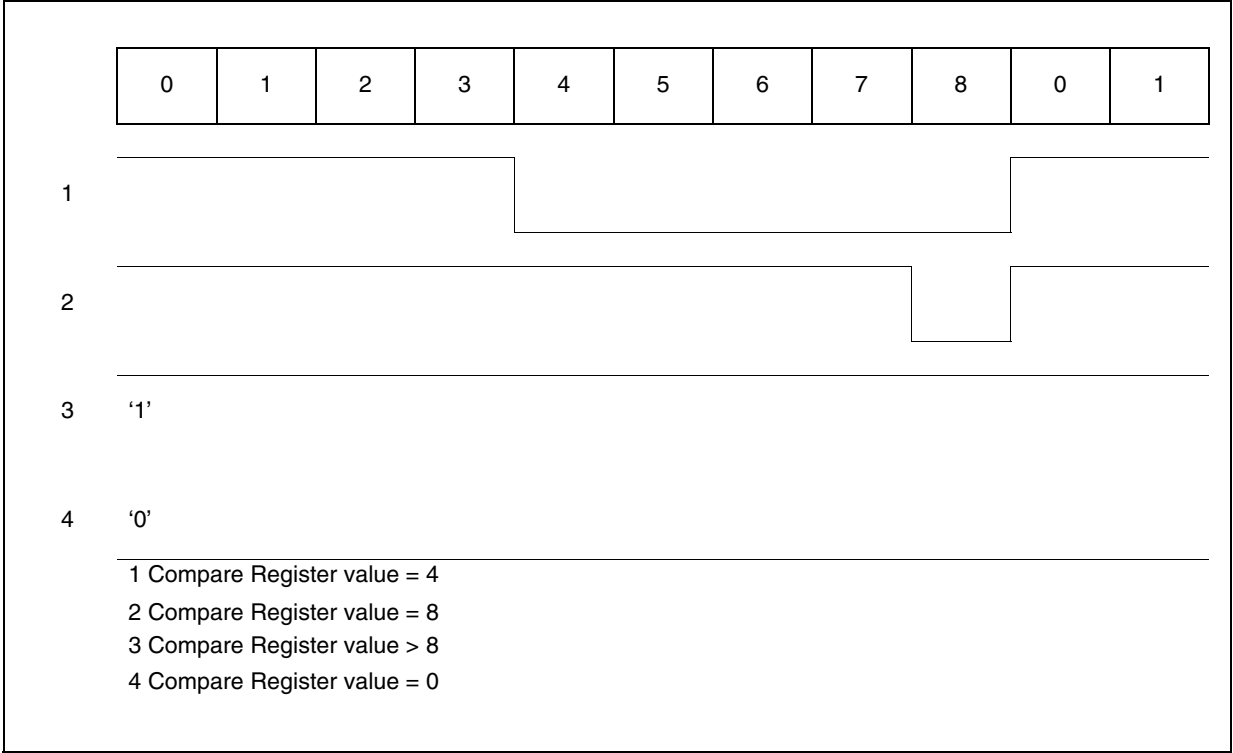 0 1 2 3 4 5 6 7 8 0 1
1
2
3 ‘1’
4 ‘0’
1 Compare Register value = 4
2 Compare Register value = 8
3 Compare Register value > 8
4 Compare Register value = 0